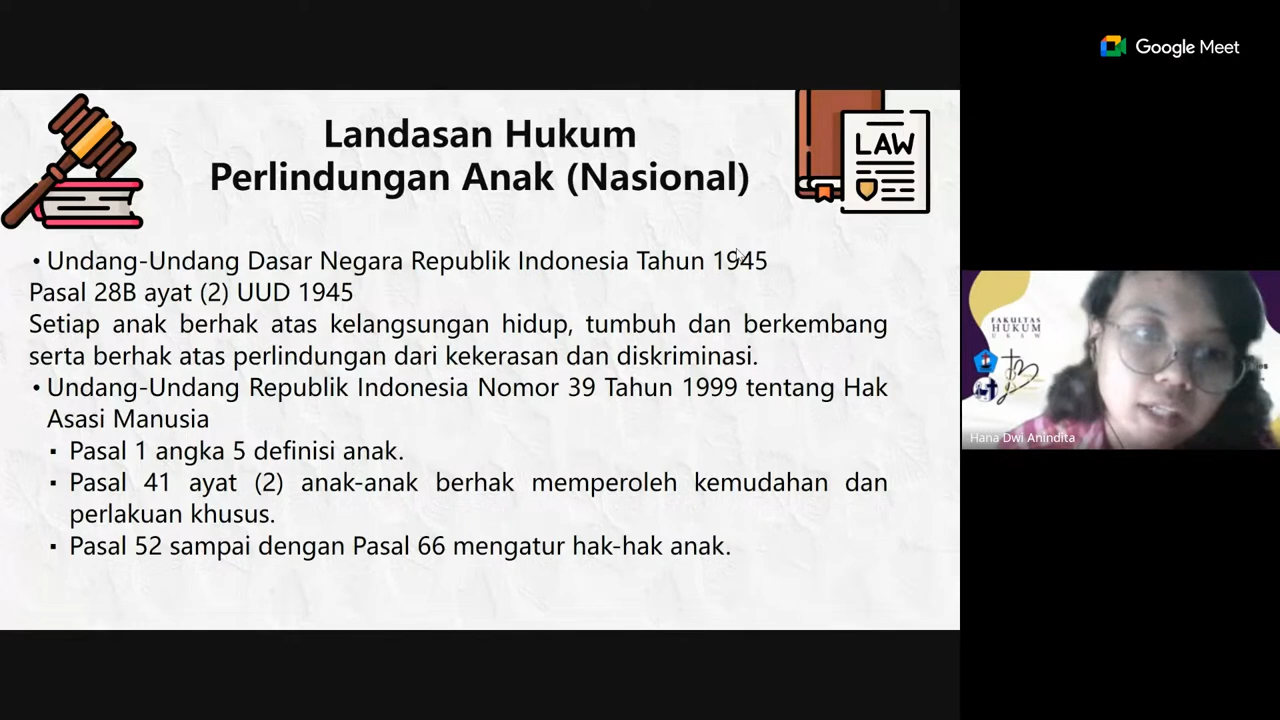 Google Meet
Landasan Hukum
Perlindungan Anak (Nasional)
LAW
• Undang-Undang Dasar Negara Republik Indonesia Tahun 1945
Pasal 28B ayat (2) UUD 1945
Setiap anak berhak atas kelangsungan hidup, tumbuh dan berkembang
serta berhak atas perlindungan dari kekerasan dan diskriminasi.
• Undang-Undang Republik Indonesia Nomor 39 Tahun 1999 tentang Hak
Asasi Manusia
▪ Pasal 1 angka 5 definisi anak.
▪ Pasal 41 ayat (2) anak-anak berhak memperoleh kemudahan dan
perlakuan khusus.
▪ Pasal 52 sampai dengan Pasal 66 mengatur hak-hak anak.
FAKULTAS
HUKUM
UKSW
Hana Dwi Anindita